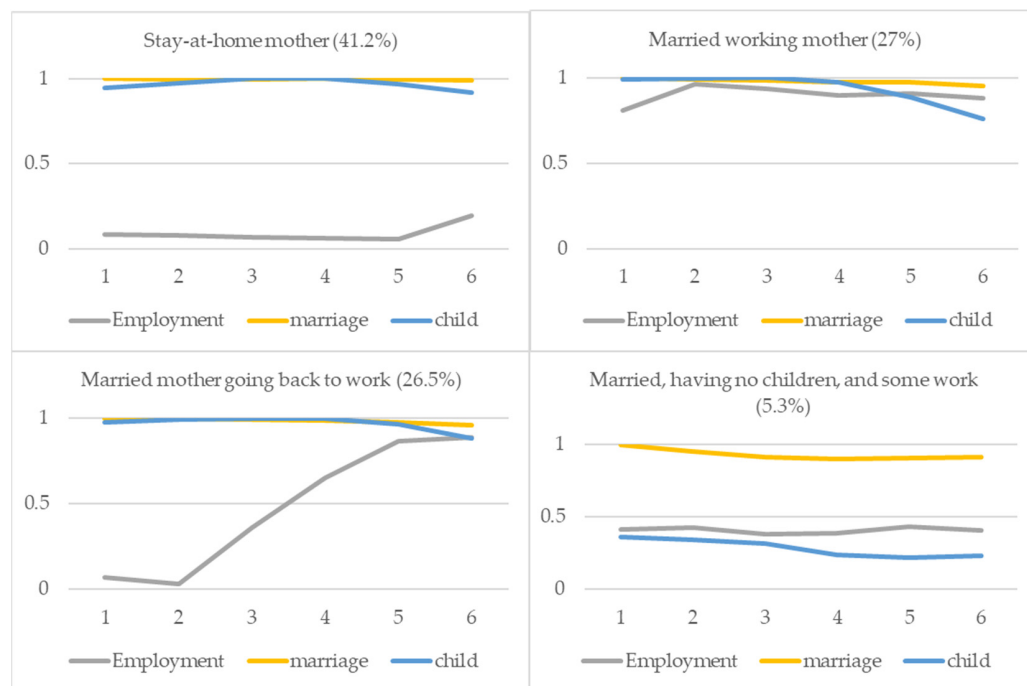 Stay-at-home mother (41.2%)
1
0.5
0
1 2 3 4 5 6
Employment marriage child
Married working mother (27%)
1
0.5
0
1 2 3 4 5 6
Employment marriage child
Married mother going back to work (26.5%)
1
0.5
0
1 2 3 4 5 6
Employment marriage child
Married, having no children, and some work
(5.3%)
1
0.5
0
1 2 3 4 5 6
Employment marriage child